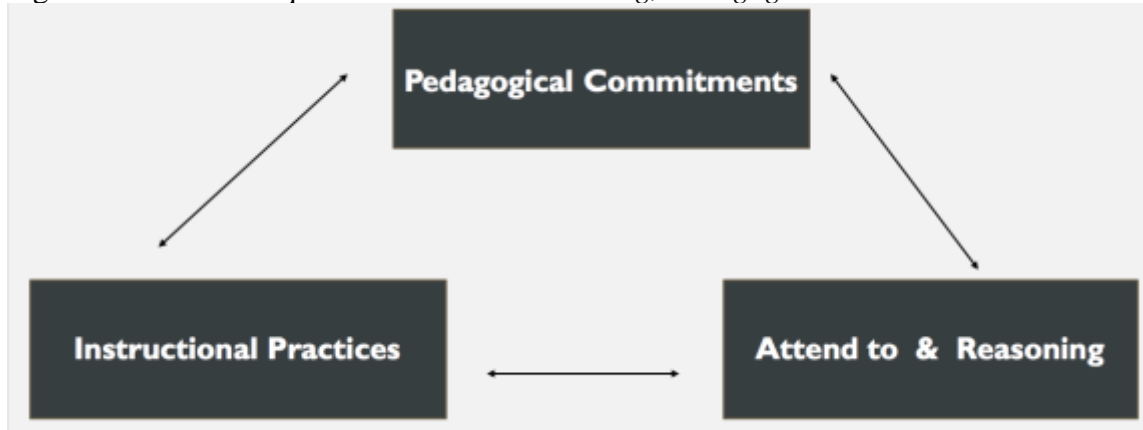 Pedagogical Commitments
Instructional Practices
Attend to & Reasoning